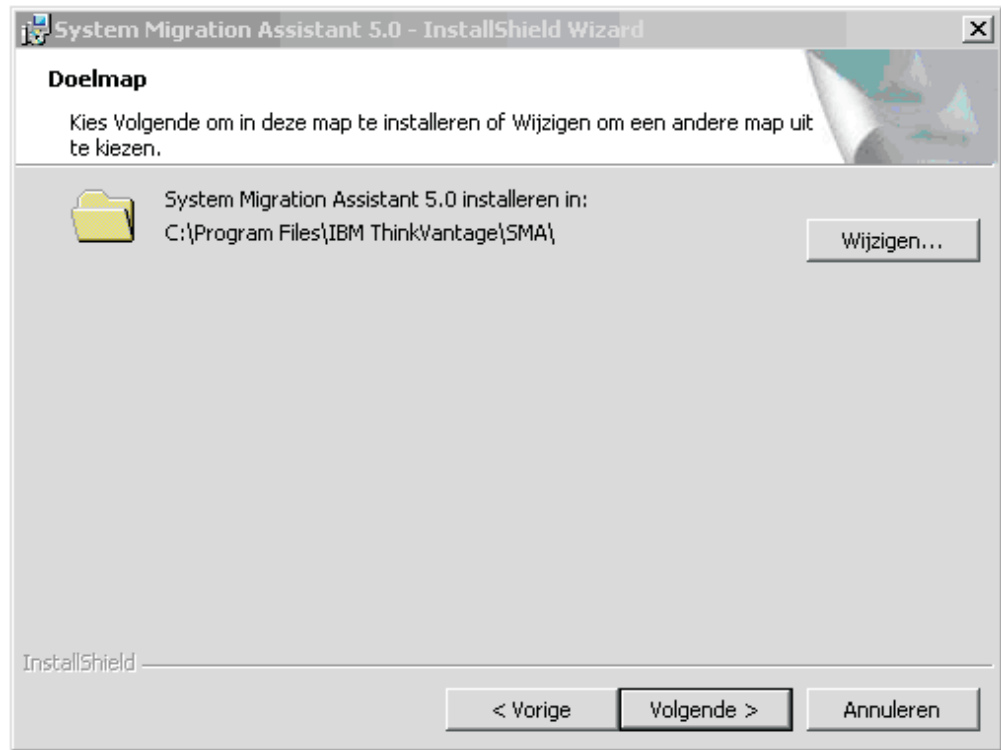 System Migration Assistant 5.0 - InstallShield Wizard
Doelmap
Kies Volgende om in deze map te installeren of Wijzigen om een andere map uit
te kiezen.
System Migration Assistant 5.0 installeren in:
C:\Program Files\IBM ThinkVantage\SMA\
Wijzigen...
InstallShield
< Vorige
Volgende >
Annuleren